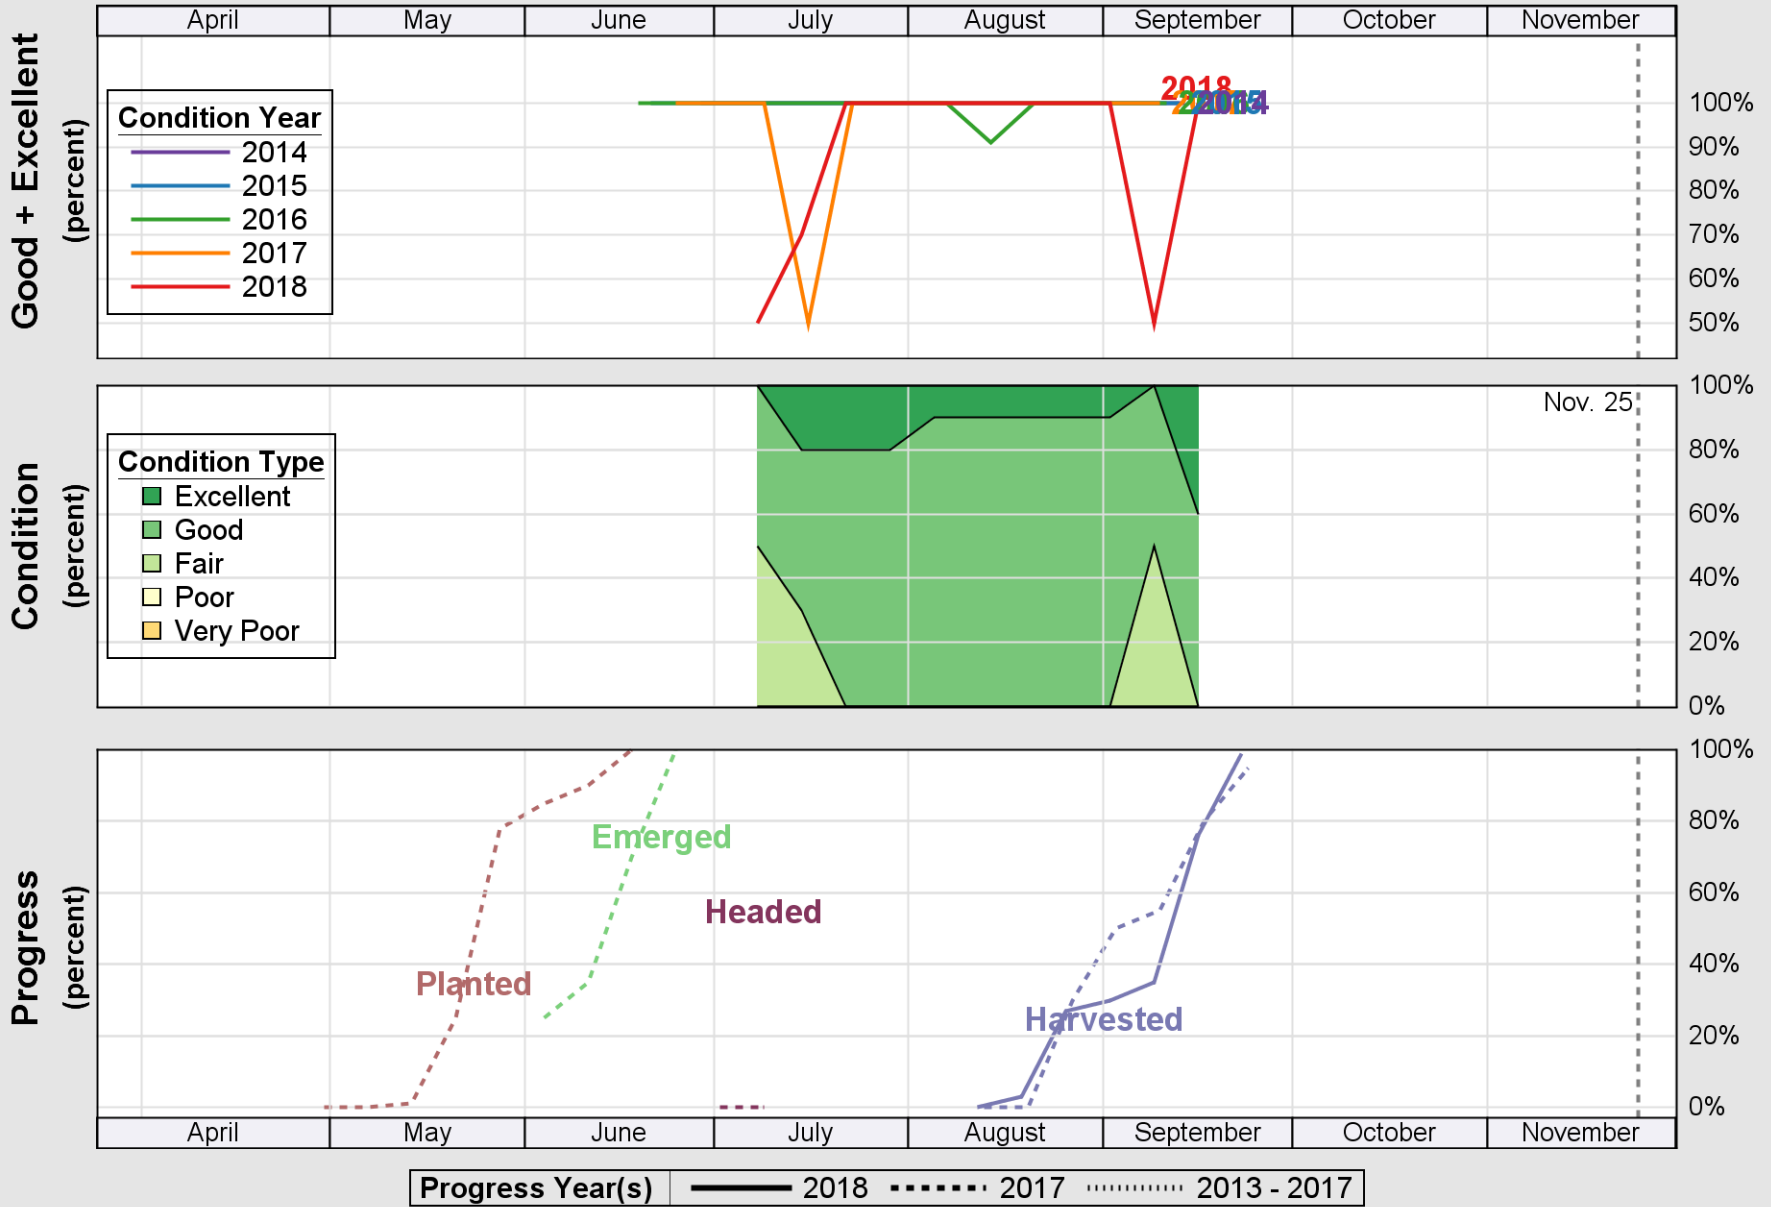 April May June July August September October November
Good + Excellent
(percent)
Condition Year
2014
2015
2016
2017
2018
2018
2014
100%
90%
80%
70%
60%
50%
Condition
(percent)
Condition Type
Excellent
Good
Fair
Poor
Very Poor
Nov. 25
100%
80%
60%
40%
20%
0%
Progress
(percent)
Planted
Emerged
Headed
Harvested
100%
80%
60%
40%
20%
0%
April May June July August September October November
Progress Year(s) 2018 2017 2013 - 2017